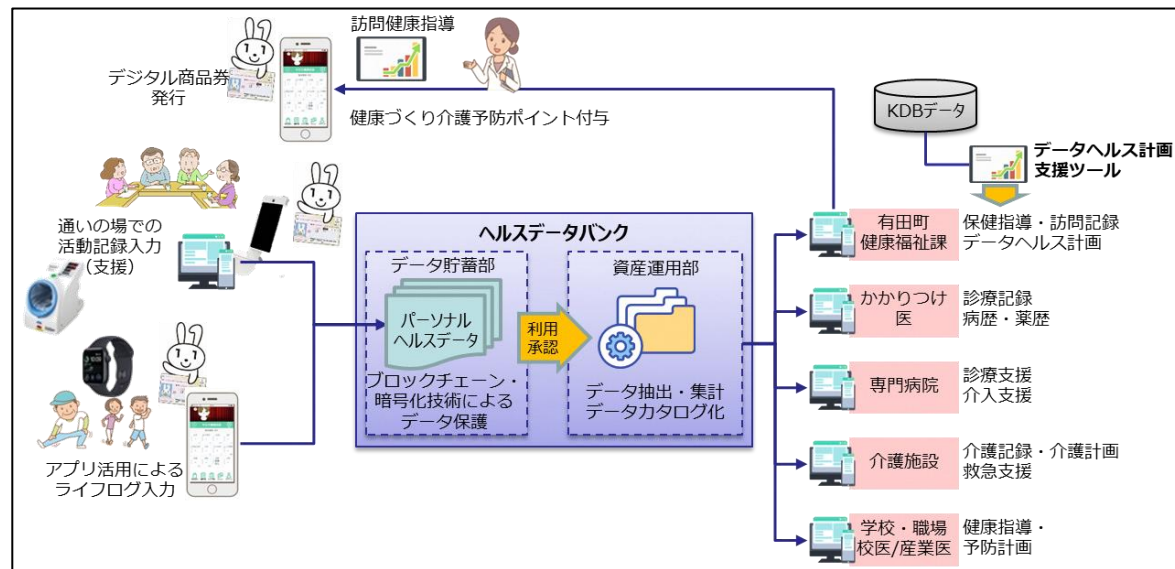 訪問健康指導
デジタル商品券
発行
健康づくり介護予防ポイント付与
KDBデータ
データヘルス計画
支援ツール
通いの場での
活動記録入力
（支援）
アプリ活用による
ライフログ入力
ヘルスデータバンク
データ貯蓄部
パーソナル
ヘルスデータ
ブロックチェーン・
暗号化技術による
データ保護
利用
承認
資産運用部
データ抽出・集計
データカタログ化
有田町
健康福祉課
保健指導・訪問記録
データヘルス計画
かかりつけ
医
診療記録
病歴・薬歴
専門病院
診療支援
介入支援
介護施設
介護記録・介護計画
救急支援
学校・職場
校医/産業医
健康指導・
予防計画